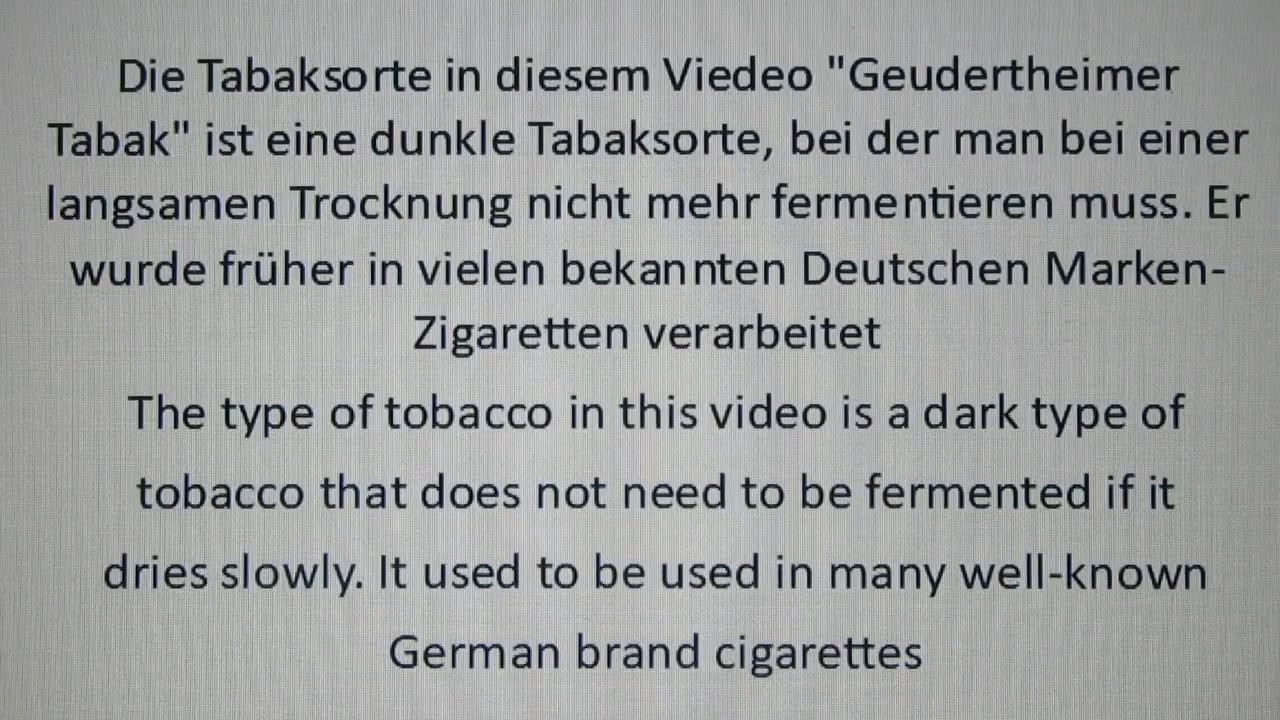 Die Tabaksorte in diesem Viedeo "Geudertheimer
Tabak" ist eine dunkle Tabaksorte, bei der man bei einer
langsamen Trocknung nicht mehr fermentieren muss. Er
wurde früher in vielen bekannten Deutschen Marken-
Zigaretten verarbeitet
The type of tobacco in this video is a dark type of
tobacco that does not need to be fermented if it
dries slowly. It used to be used in many well-known
German brand cigarettes